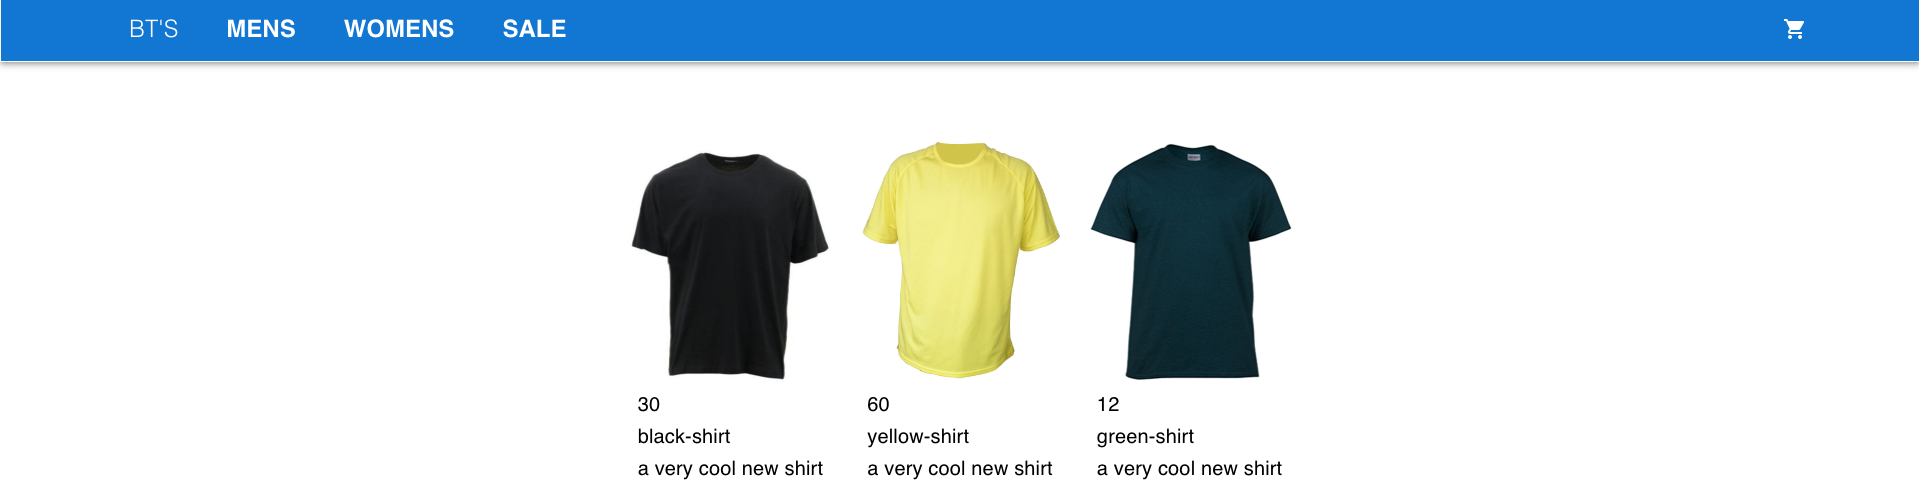 BT'S MENS WOMENS SALE
30
black-shirt
a very cool new shirt
60
yellow-shirt
a very cool new shirt
12
green-shirt
a very cool new shirt